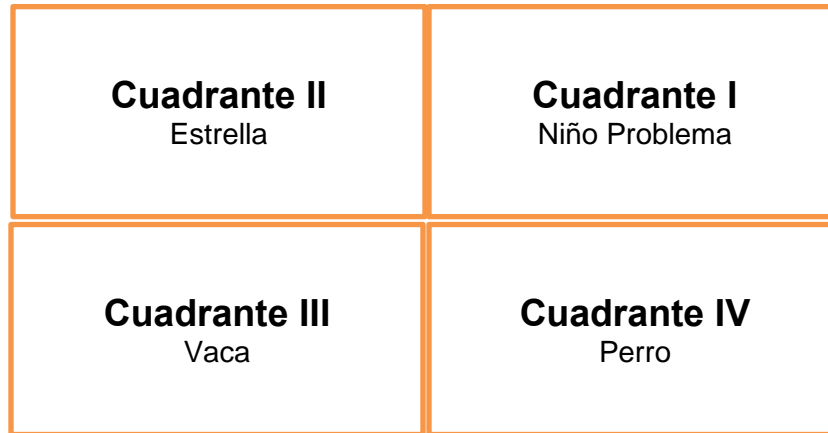 Cuadrante II
Estrella
Cuadrante I
Niño Problema
Cuadrante III
Vaca
Cuadrante IV
Perro